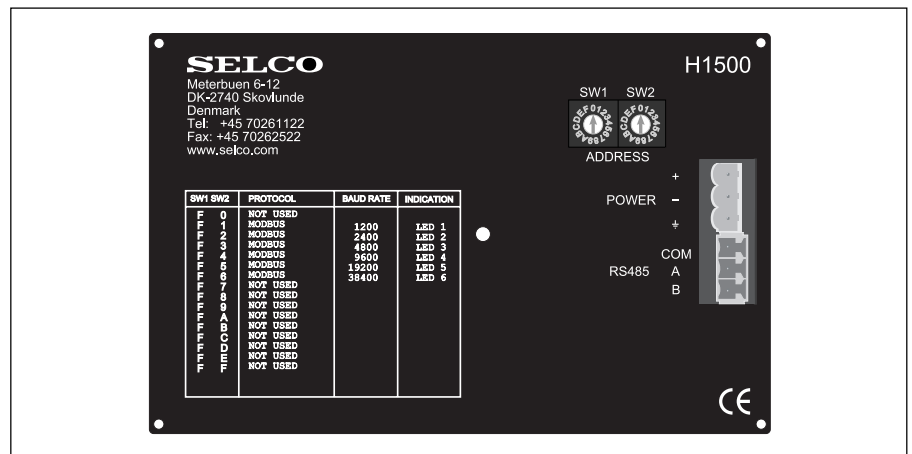 SELCO
Meterbuen 6-12
DK-2740 Skovlunde
Denmark
Tel: +45 70261122
Fax: +45 70262522
www.selco.com
H1500
SW1 SW2
CDEF0123456789AB CDEF0123456789AB
ADDRESS
+
POWER –
⏚
COM
RS485 A
B
SW1 SW2 PROTOCOL BAUD RATE INDICATION
F 0 NOT USED
F 1 MODBUS 1200 LED 1
F 2 MODBUS 2400 LED 2
F 3 MODBUS 4800 LED 3
F 4 MODBUS 9600 LED 4
F 5 MODBUS 19200 LED 5
F 6 MODBUS 38400 LED 6
F 7 NOT USED
F 8 NOT USED
F 9 NOT USED
F A NOT USED
F B NOT USED
F C NOT USED
F D NOT USED
F E NOT USED
F F NOT USED
CE